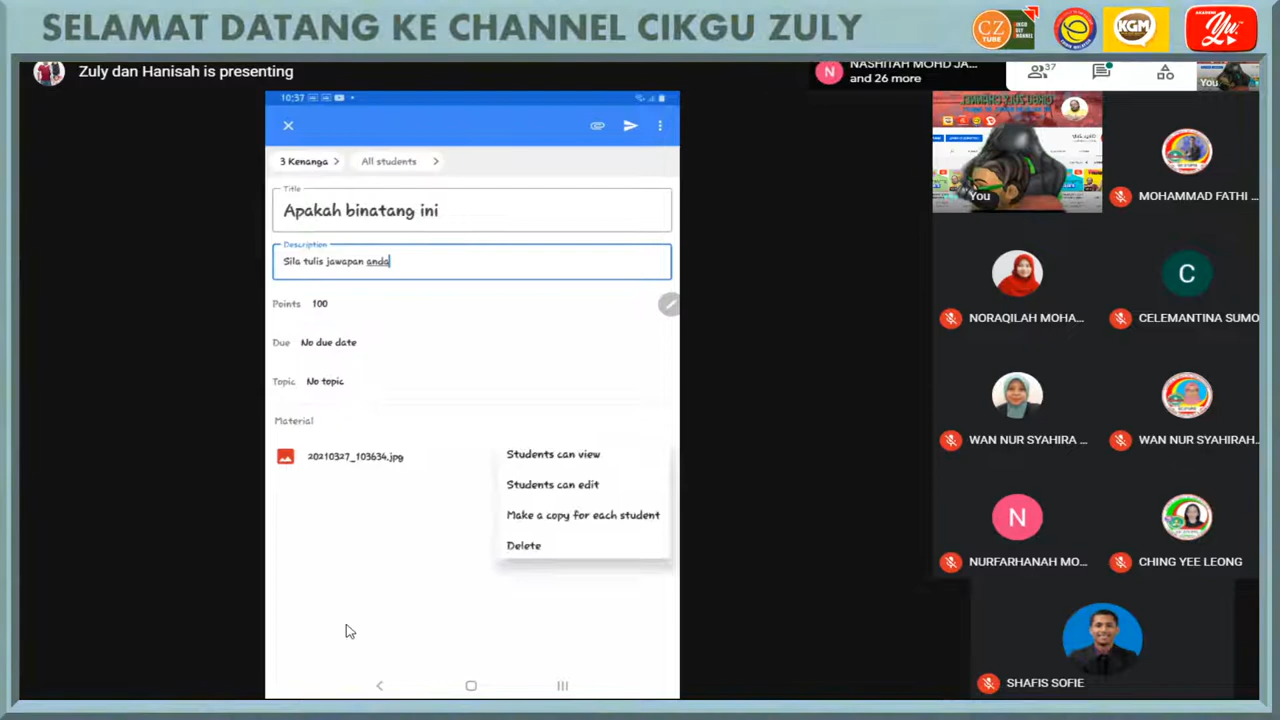 SELAMAT DATANG KE CHANNEL CIKGU ZULY
CZ
TUBE
KGM
Yu
Zuly dan Hanisah is presenting
N
NASHITAH MOHD JA...
and 26 more
37
You
10:37
3 Kenanga
All students
Title
Apakah binatang ini
Description
Sila tulis jawapan anda
Points 100
Due No due date
Topic No topic
Material
20210327_103634.jpg
Students can view
Students can edit
Make a copy for each student
Delete
You
MOHAMMAD FATHI ...
NORAQILAH MOHA...
C
CELEMANTINA SUMO
WAN NUR SYAHIRA ...
WAN NUR SYAHIRAH...
N
NURFARHANAH MO...
CHING YEE LEONG
SHAFIS SOFIE